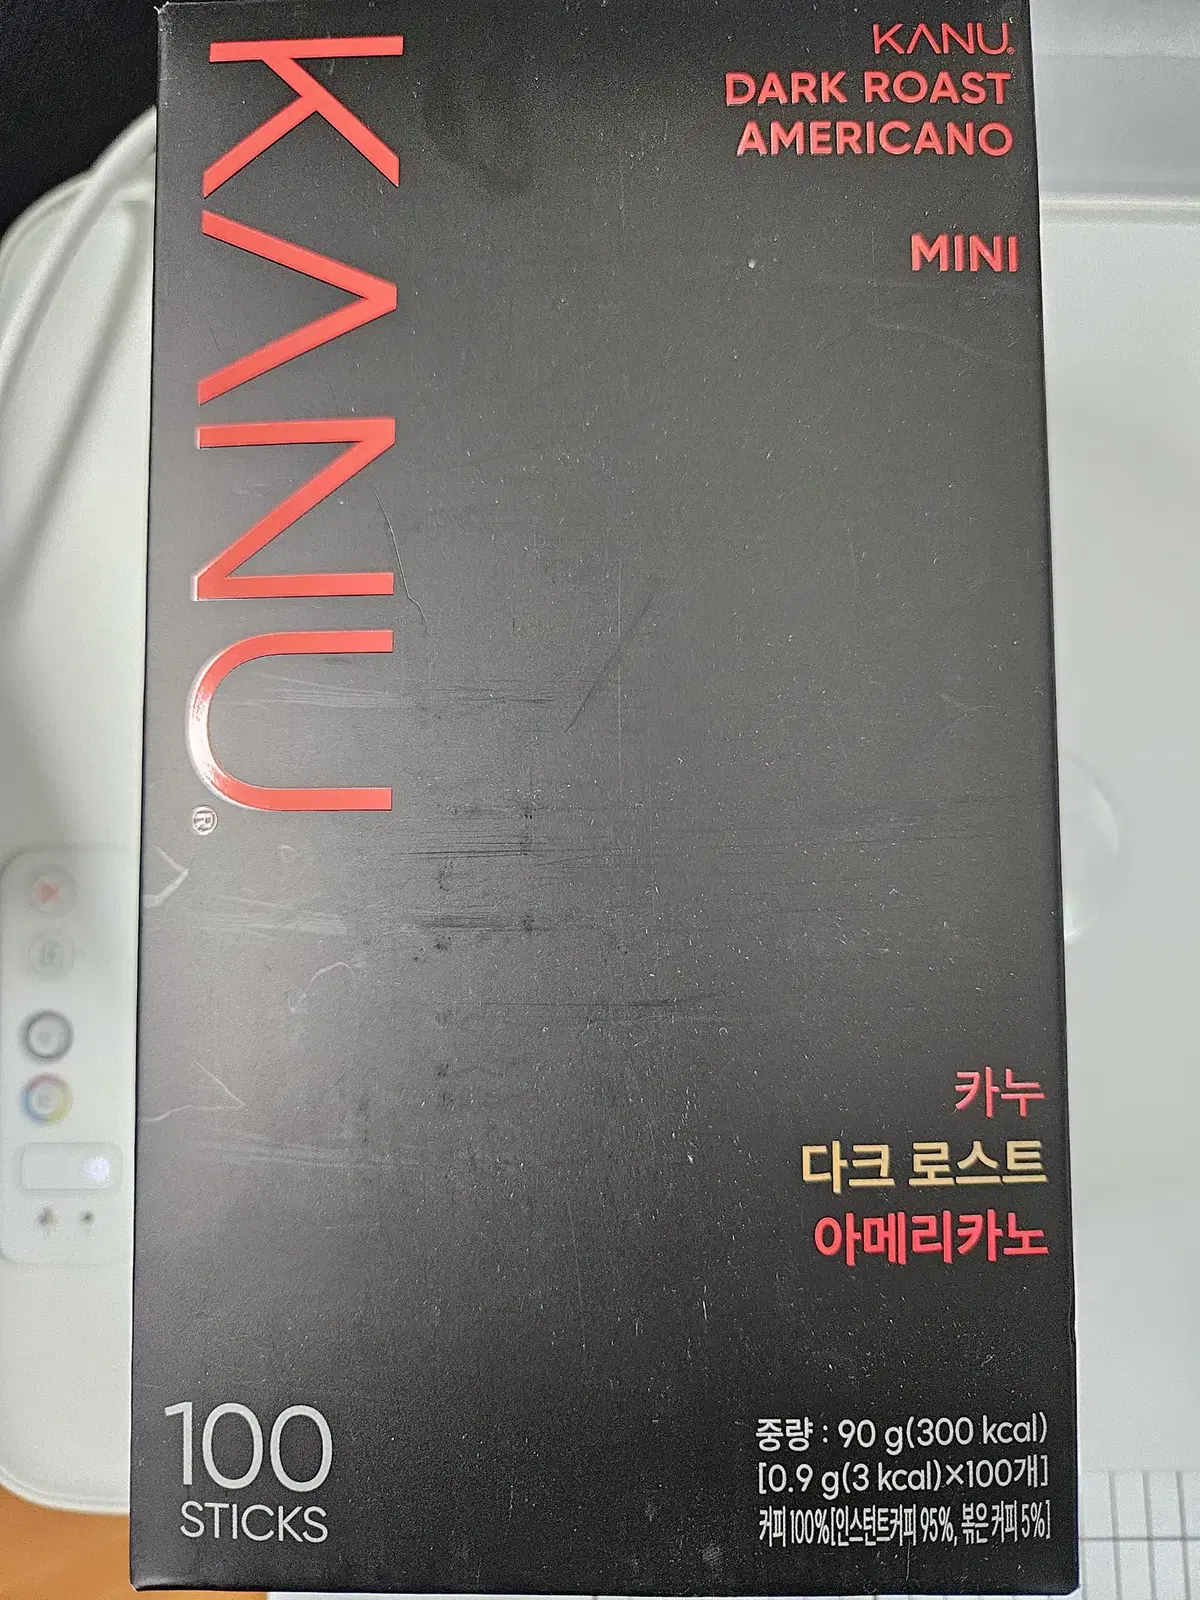 KANU®
KANU®
DARK ROAST
AMERICANO
MINI
카누
다크 로스트
아메리카노
100
STICKS
중량 : 90 g(300 kcal)
[0.9 g(3 kcal)×100개]
커피 100%[인스턴트커피 95%, 볶은 커피 5%]